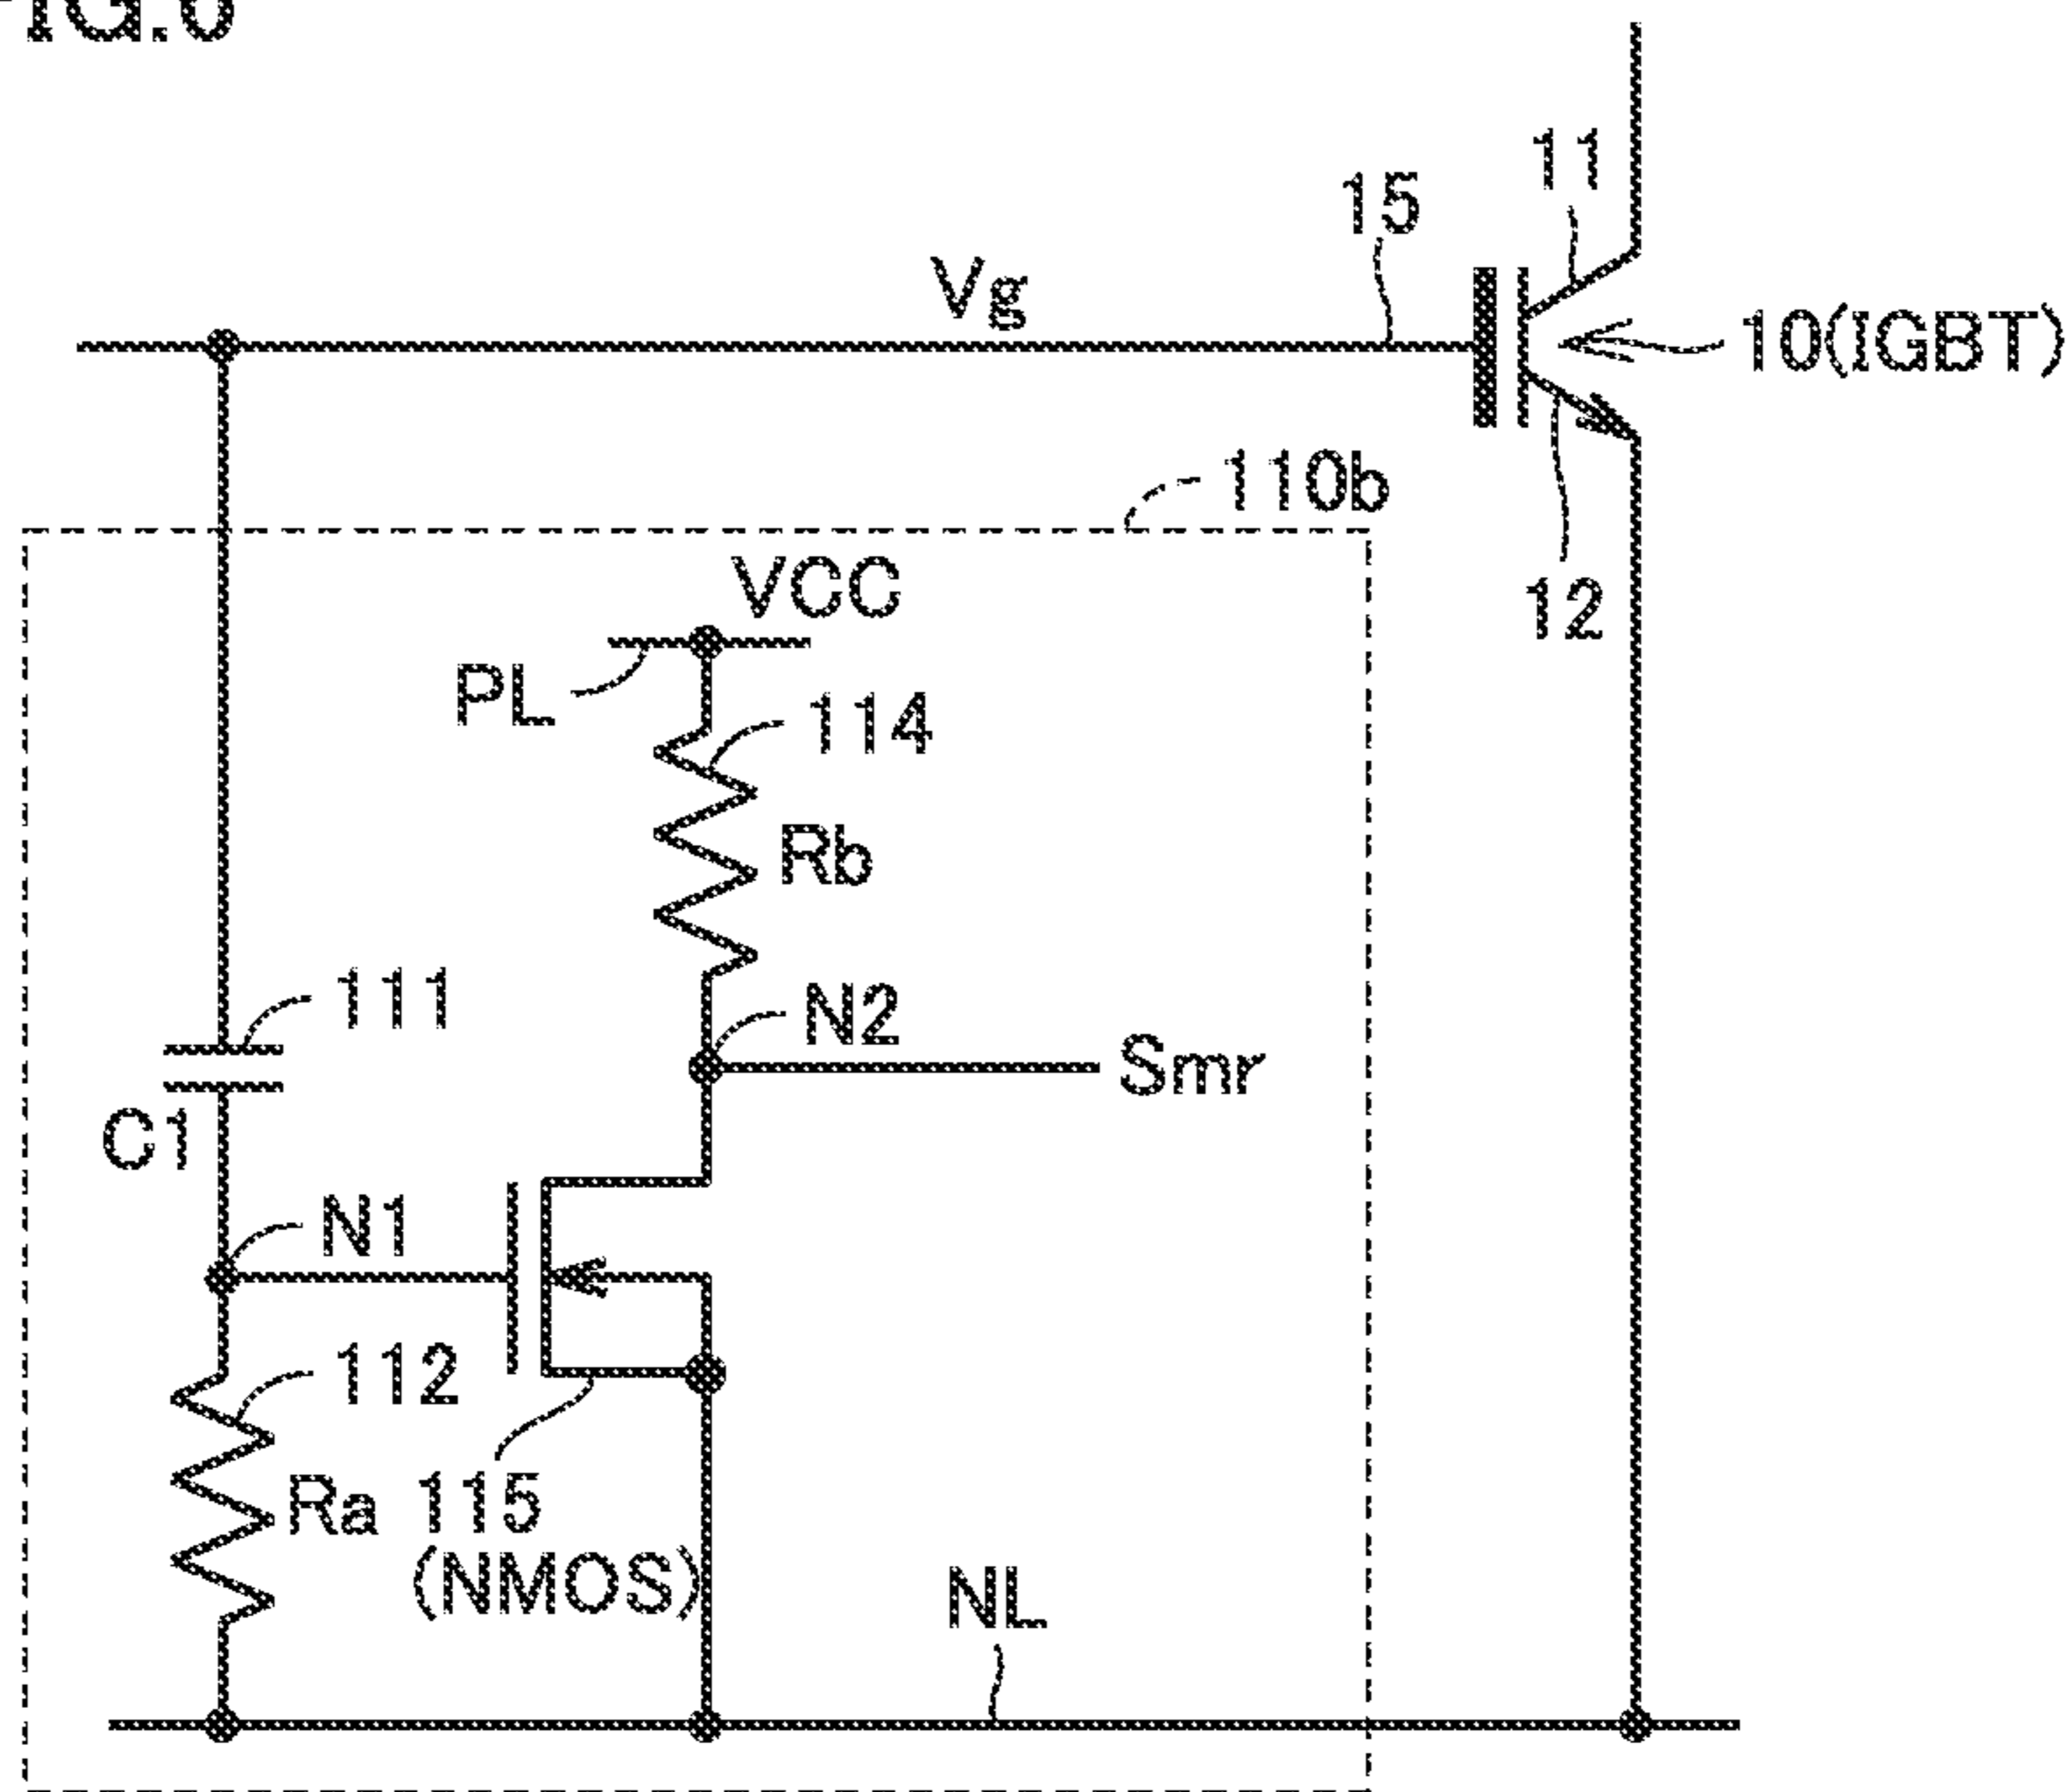 FIG.6
11
15
Vg
10(IGBT)
110b
VCC
12
PL
114
Rb
111
N2
Smr
C1
N1
112
Ra
115
(NMOS)
NL